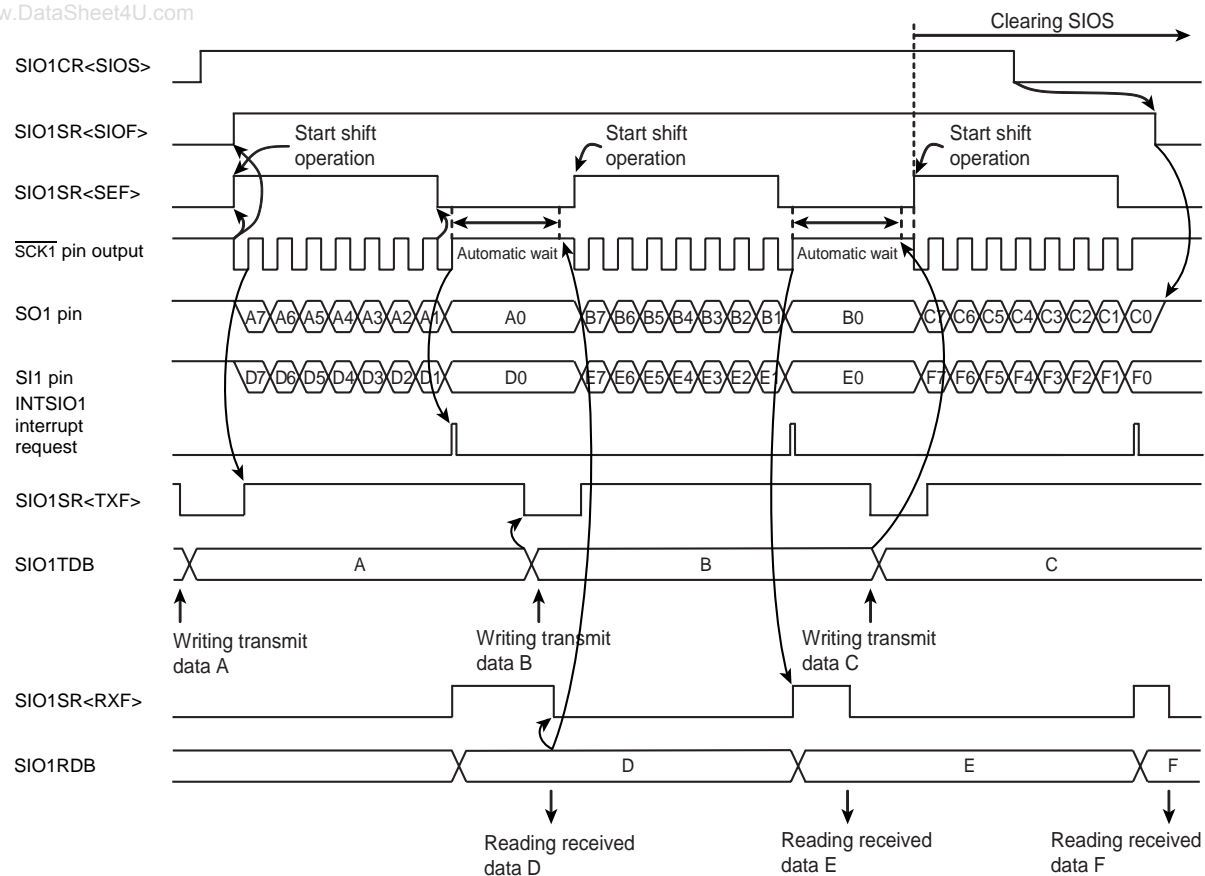 w.DataSheet4U.com
Clearing SIOS
SIO1CR<SIOS>
SIO1SR<SIOF>
Start shift
operation
Start shift
operation
Start shift
operation
SIO1SR<SEF>
SCK1 pin output
Automatic wait
Automatic wait
SO1 pin
A7 A6 A5 A4 A3 A2 A1 A0 B7 B6 B5 B4 B3 B2 B1 B0 C7 C6 C5 C4 C3 C2 C1 C0
SI1 pin
D7 D6 D5 D4 D3 D2 D1 D0 E7 E6 E5 E4 E3 E2 E1 E0 F7 F6 F5 F4 F3 F2 F1 F0
INTSIO1
interrupt
request
SIO1SR<TXF>
SIO1TDB
A B C
Writing transmit
data A
Writing transmit
data B
Writing transmit
data C
SIO1SR<RXF>
SIO1RDB
D E F
Reading received
data D
Reading received
data E
Reading received
data F